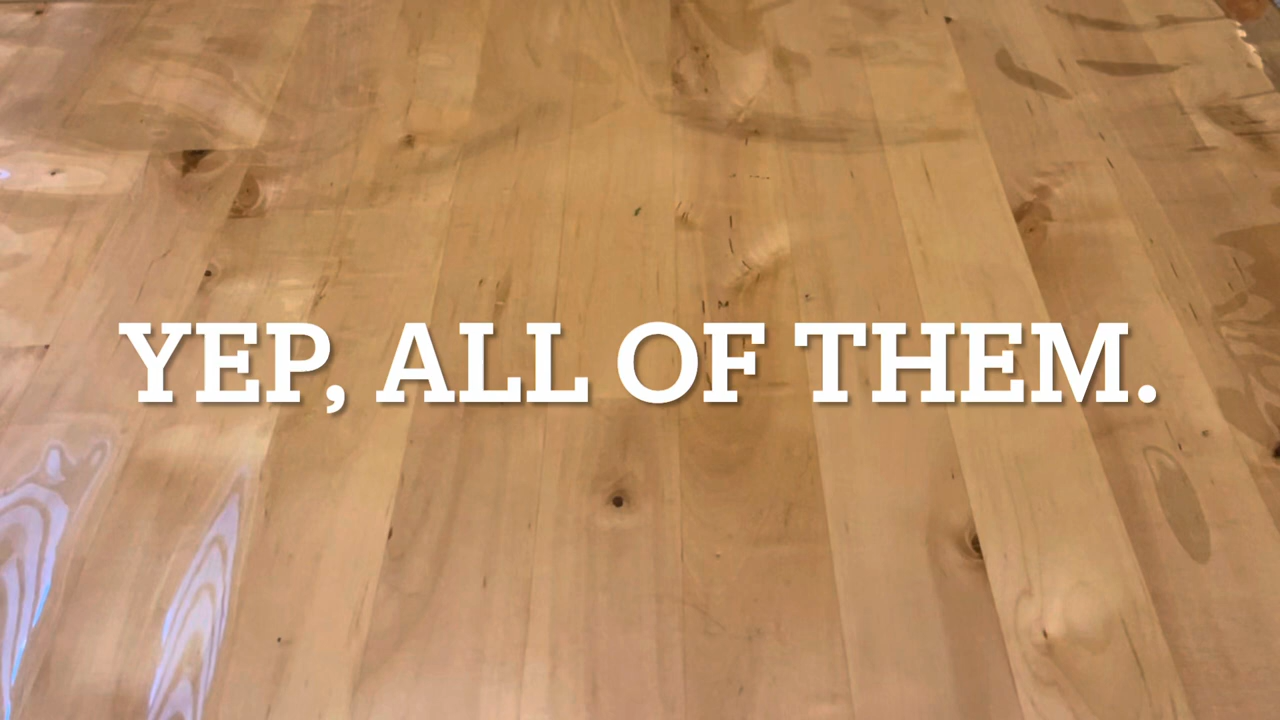 YEP, ALL OF THEM.